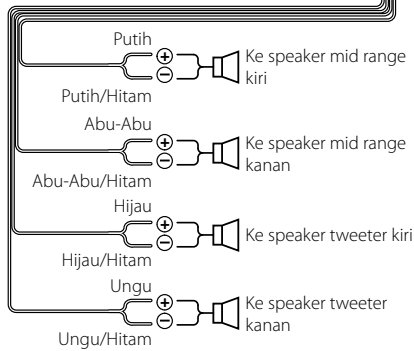 Putih
⊕
⊖
Ke speaker mid range
kiri
Putih/Hitam
Abu-Abu
⊕
⊖
Ke speaker mid range
kanan
Abu-Abu/Hitam
Hijau
⊕
⊖
Ke speaker tweeter kiri
Hijau/Hitam
Ungu
⊕
⊖
Ke speaker tweeter
kanan
Ungu/Hitam